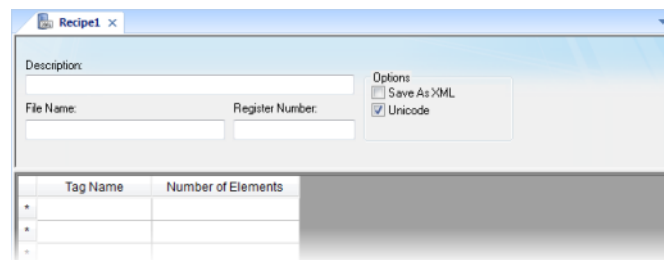 Recipe1 ×
Description:
Options
Save As XML
File Name: Register Number:
Unicode
Tag Name Number of Elements
*
*
*